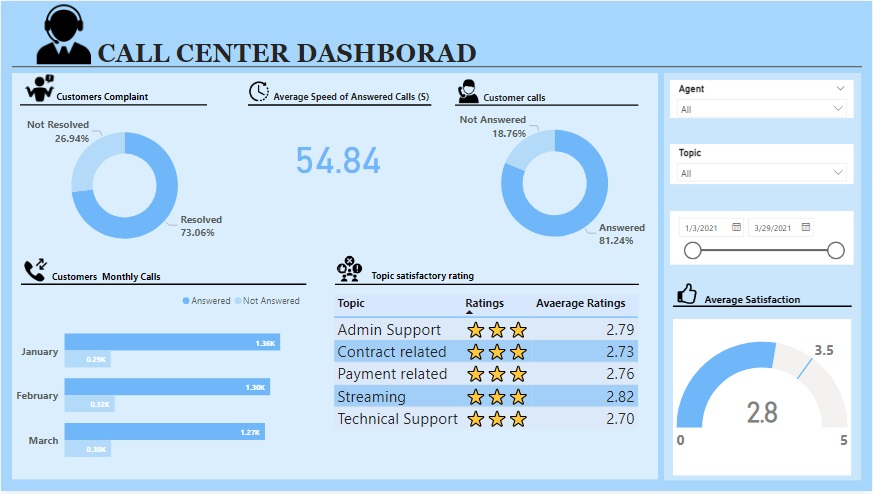 CALL CENTER DASHBORAD
Customers Complaint
Not Resolved
26.94%
Resolved
73.06%
Average Speed of Answered Calls (S)
54.84
Customer calls
Not Answered
18.76%
Answered
81.24%
Agent
All
Topic
All
1/3/2021 3/29/2021
Customers Monthly Calls
Answered Not Answered
January 1.36K
0.29K
February 1.30K
0.32K
March 1.27K
0.30K
Topic satisfactory rating
Topic Ratings Avaerage Ratings
Admin Support 2.79
Contract related 2.73
Payment related 2.76
Streaming 2.82
Technical Support 2.70
Average Satisfaction
3.5
2.8
0 5